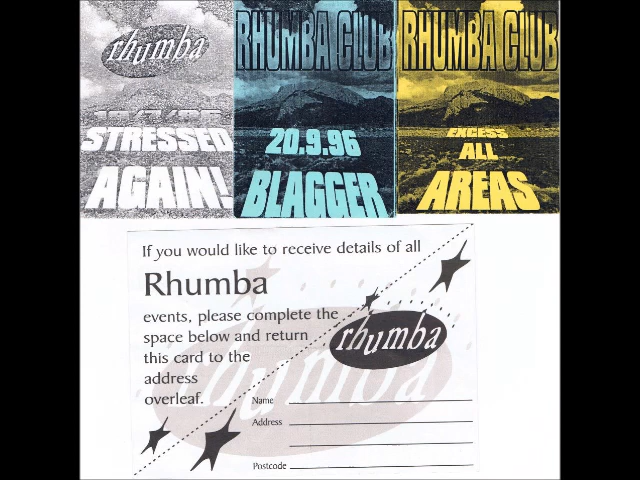 rhumba
STRESSED
AGAIN!
RHUMBA CLUB
20.9.96
BLAGGER
RHUMBA CLUB
EXCESS
ALL
AREAS
If you would like to receive details of all
Rhumba
events, please complete the
space below and return
this card to the
address
overleaf.
rhumba
rhumba
Name
Address
Postcode